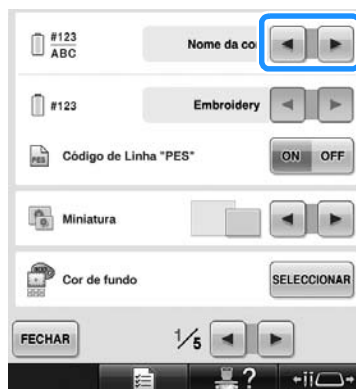 #123
ABC
Nome da co
#123
Embroidery
PES
Código de Linha "PES"
ON OFF
Miniatura
Cor de fundo
SELECCIONAR
FECHAR
1/5
?